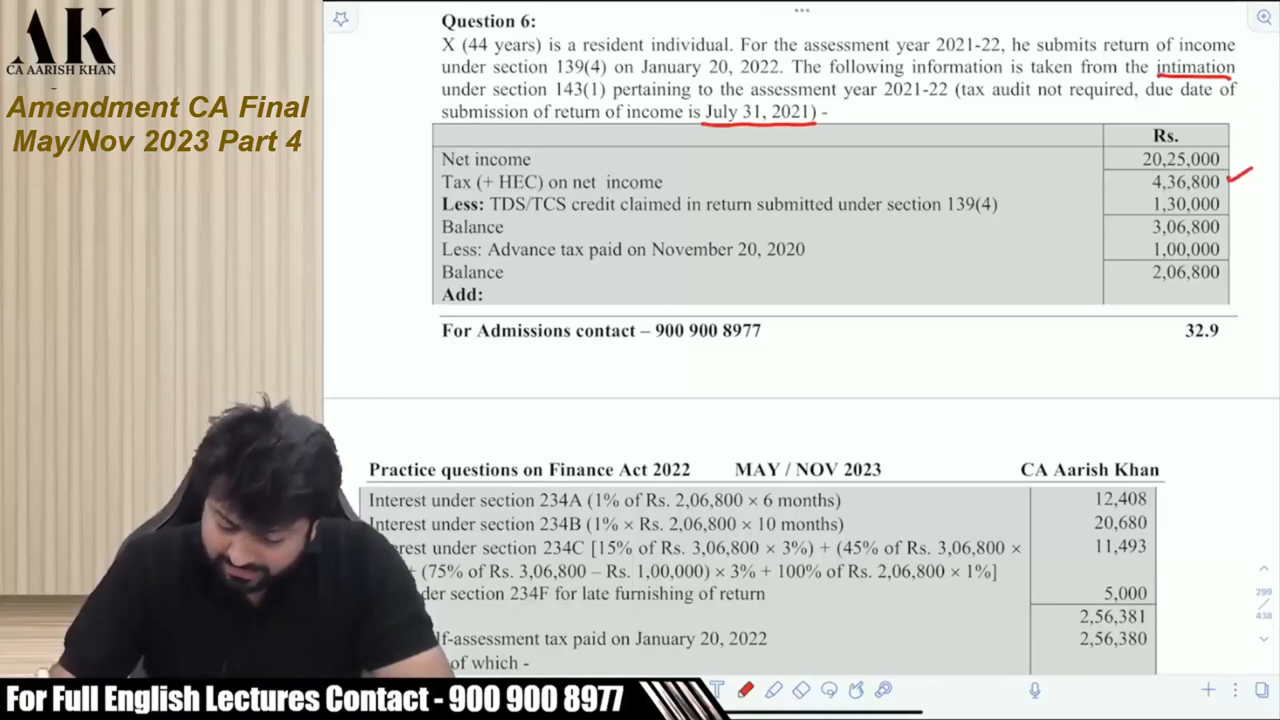 AK
CA AARISH KHAN
Amendment CA Final
May/Nov 2023 Part 4
Question 6:
X (44 years) is a resident individual. For the assessment year 2021-22, he submits return of income
under section 139(4) on January 20, 2022. The following information is taken from the intimation
under section 143(1) pertaining to the assessment year 2021-22 (tax audit not required, due date of
submission of return of income is July 31, 2021) -
Rs.
Net income 20,25,000
Tax (+ HEC) on net income 4,36,800
Less: TDS/TCS credit claimed in return submitted under section 139(4) 1,30,000
Balance 3,06,800
Less: Advance tax paid on November 20, 2020 1,00,000
Balance 2,06,800
Add:
For Admissions contact – 900 900 8977 32.9
Practice questions on Finance Act 2022 MAY / NOV 2023 CA Aarish Khan
Interest under section 234A (1% of Rs. 2,06,800 × 6 months) 12,408
Interest under section 234B (1% × Rs. 2,06,800 × 10 months) 20,680
erest under section 234C [15% of Rs. 3,06,800 × 3%) + (45% of Rs. 3,06,800 × 11,493
(75% of Rs. 3,06,800 – Rs. 1,00,000) × 3% + 100% of Rs. 2,06,800 × 1%]
der section 234F for late furnishing of return 5,000
2,56,381
lf-assessment tax paid on January 20, 2022 2,56,380
of which -
299
438
For Full English Lectures Contact - 900 900 8977